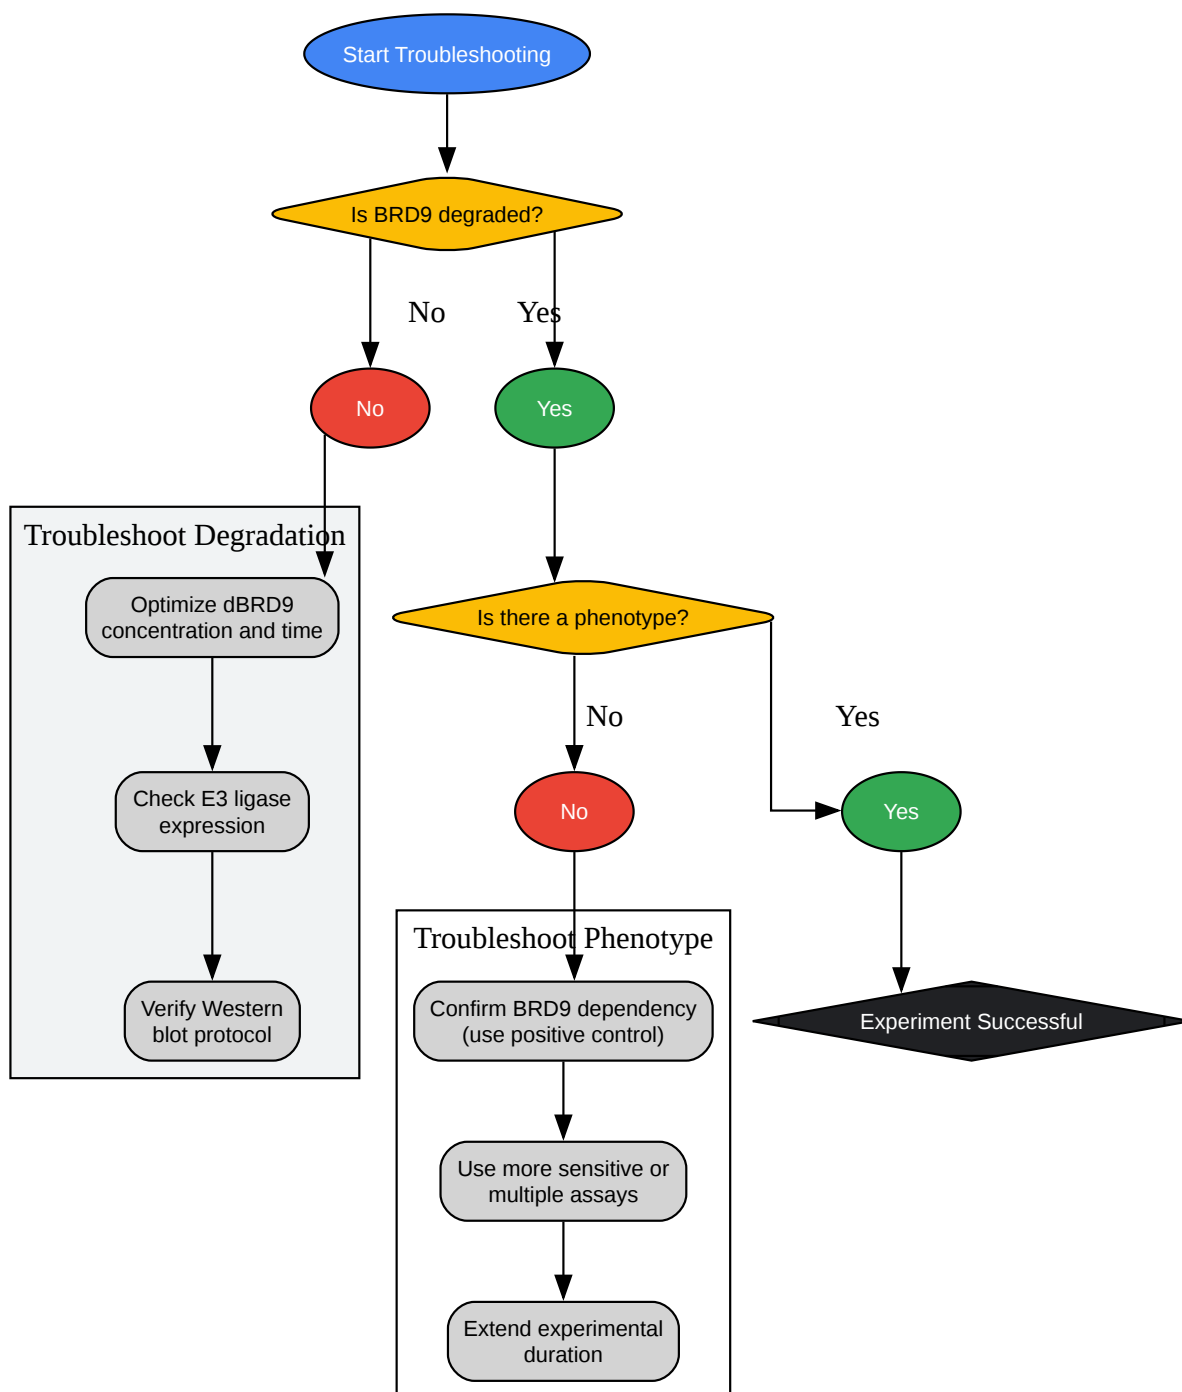 Start Troubleshooting
Is BRD9 degraded?
No
Yes
No
Yes
Troubleshoot Degradation
Optimize dBRD9
concentration and time
Check E3 ligase
expression
Verify Western
blot protocol
Is there a phenotype?
No
Yes
No
Yes
Troubleshoot Phenotype
Confirm BRD9 dependency
(use positive control)
Use more sensitive or
multiple assays
Extend experimental
duration
Experiment Successful